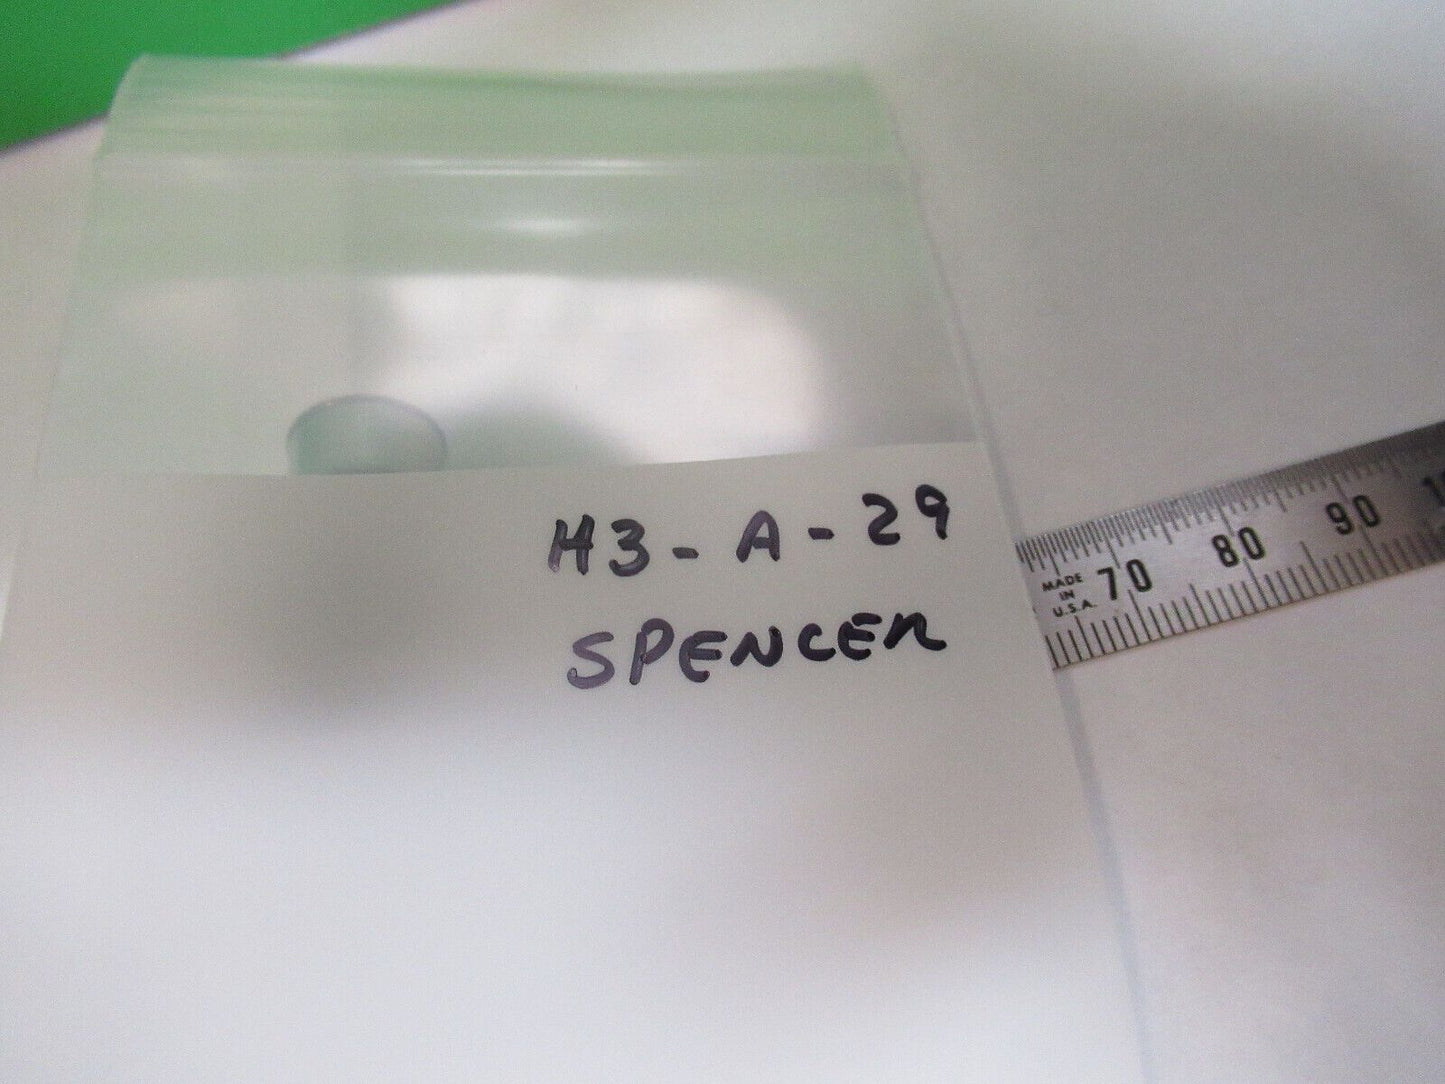 H3-A-29
SPENCER
MADE
IN
U.S.A.
70 80 90